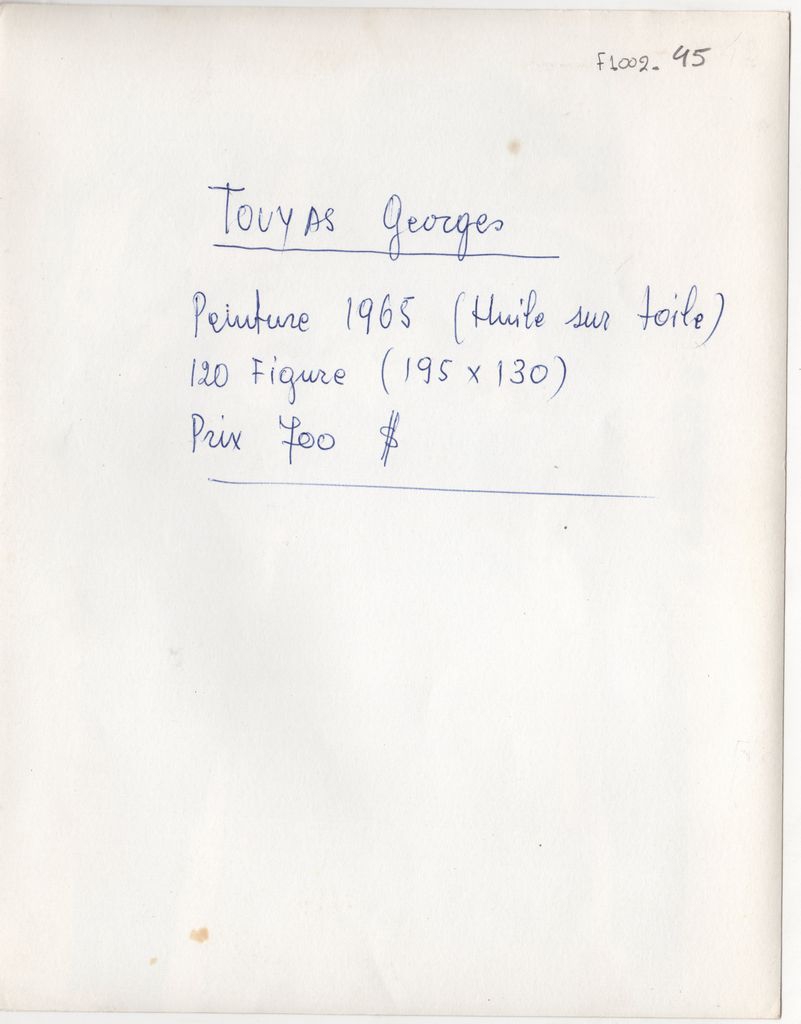 F1002. 45
TOUYAS Georges
Peinture 1965 (Huile sur toile)
120 Figure (195 x 130)
Prix 700 $